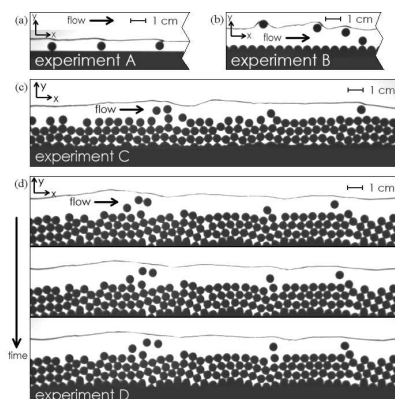 (a)
y
flow
1 cm
x
experiment A
(b)
y
1 cm
flow
x
experiment B
(c)
y
x
flow
1 cm
experiment C
(d)
y
x
flow
1 cm
time
experiment D